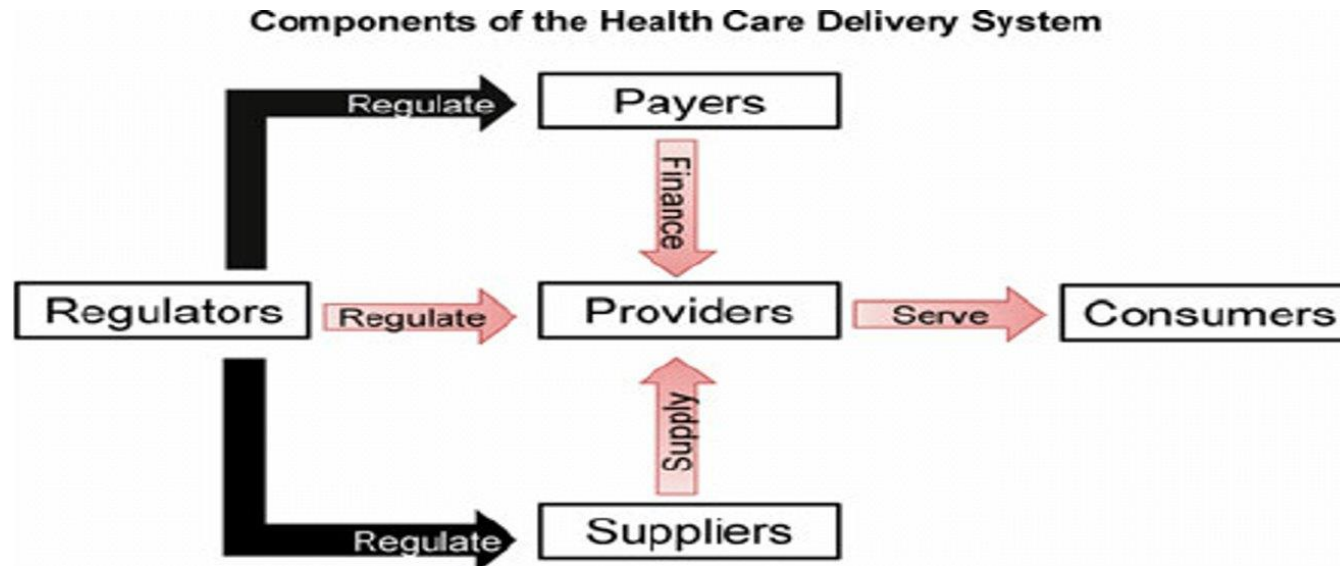 Components of the Health Care Delivery System
Regulate
Payers
Finance
Regulators
Regulate
Providers
Serve
Consumers
Supply
Regulate
Suppliers